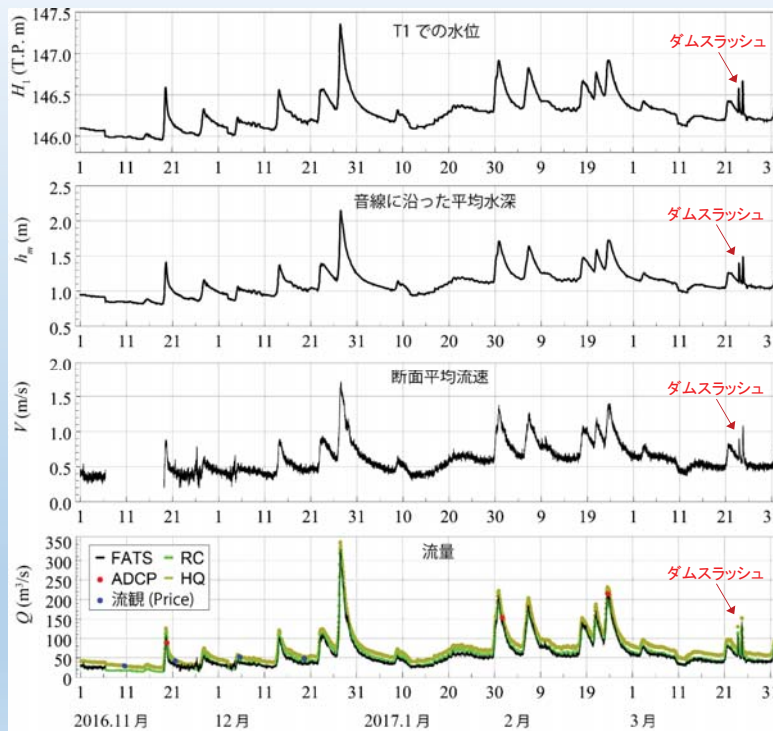 T1 での水位
ダムスラッシュ
H₁ (T.P. m)
147.5
147.0
146.5
146.0
1 11 21 1 11 21 31 10 20 30 9 19 1 11 21 3
音線に沿った平均水深
ダムスラッシュ
hₘ (m)
2.5
2.0
1.5
1.0
0.5
1 11 21 1 11 21 31 10 20 30 9 19 1 11 21 3
断面平均流速
ダムスラッシュ
V (m/s)
2.0
1.5
1.0
0.5
0.0
1 11 21 1 11 21 31 10 20 30 9 19 1 11 21 3
流量
ダムスラッシュ
FATS RC
ADCP HQ
流観 (Price)
Q (m³/s)
350
300
250
200
150
100
50
0
1 11 21 1 11 21 31 10 20 30 9 19 1 11 21 3
2016.11月 12月 2017.1月 2月 3月